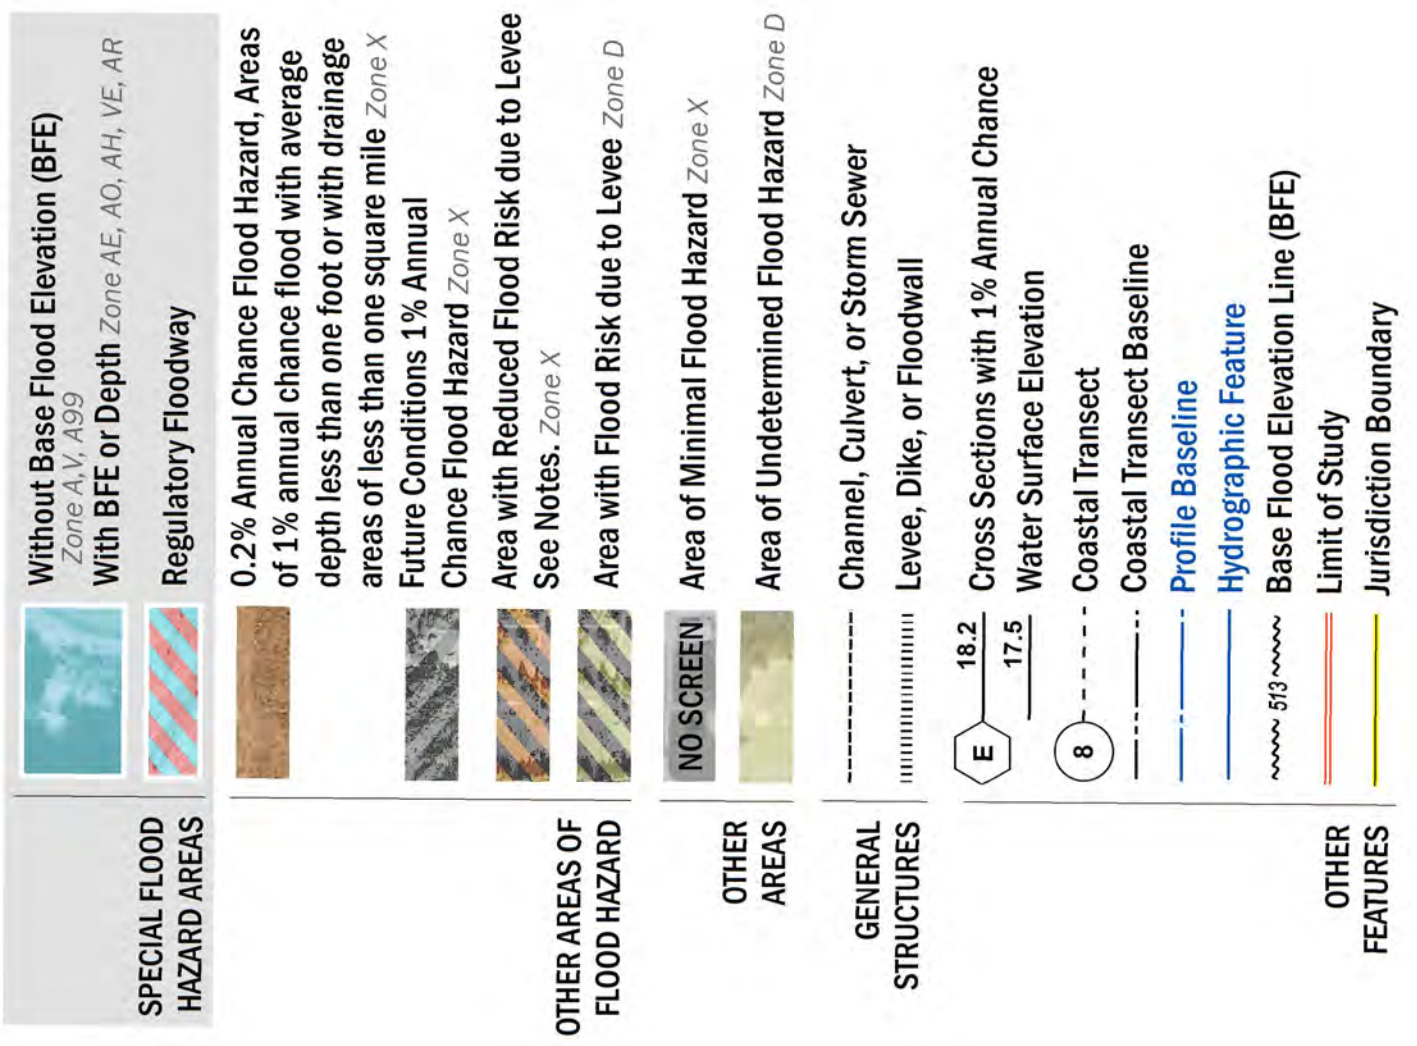 SPECIAL FLOOD
HAZARD AREAS
Without Base Flood Elevation (BFE)
Zone A,V, A99
With BFE or Depth Zone AE, AO, AH, VE, AR
Regulatory Floodway
OTHER AREAS OF
FLOOD HAZARD
0.2% Annual Chance Flood Hazard, Areas
of 1% annual chance flood with average
depth less than one foot or with drainage
areas of less than one square mile Zone X
Future Conditions 1% Annual
Chance Flood Hazard Zone X
Area with Reduced Flood Risk due to Levee
See Notes. Zone X
Area with Flood Risk due to Levee Zone D
OTHER
AREAS
NO SCREEN
Area of Minimal Flood Hazard Zone X
Area of Undetermined Flood Hazard Zone D
GENERAL
STRUCTURES
Channel, Culvert, or Storm Sewer
Levee, Dike, or Floodwall
OTHER
FEATURES
E
18.2
17.5
Cross Sections with 1% Annual Chance
Water Surface Elevation
8
Coastal Transect
Coastal Transect Baseline
Profile Baseline
Hydrographic Feature
513
Base Flood Elevation Line (BFE)
Limit of Study
Jurisdiction Boundary